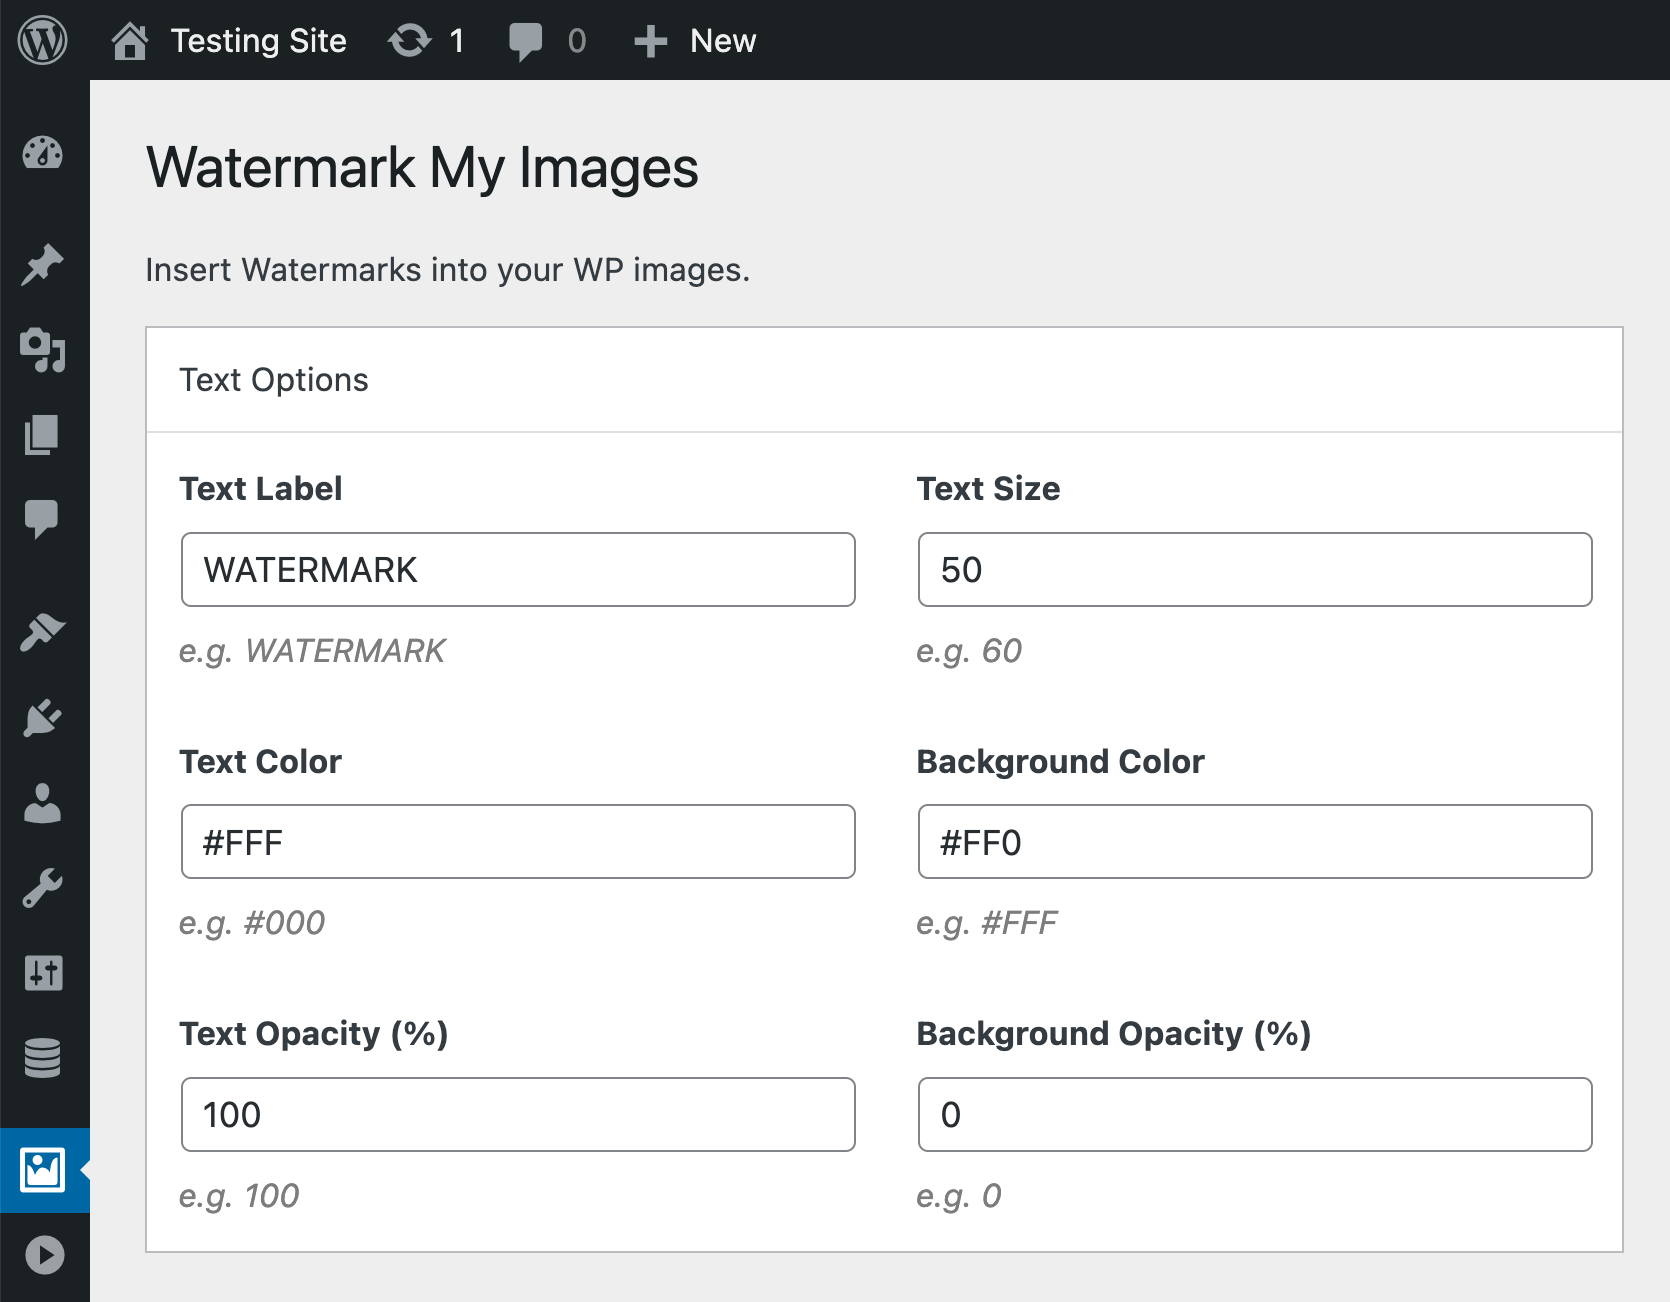 Testing Site 1 0 New
Watermark My Images
Insert Watermarks into your WP images.
Text Options
Text Label
WATERMARK
e.g. WATERMARK
Text Size
50
e.g. 60
Text Color
#FFF
e.g. #000
Background Color
#FF0
e.g. #FFF
Text Opacity (%)
100
e.g. 100
Background Opacity (%)
0
e.g. 0